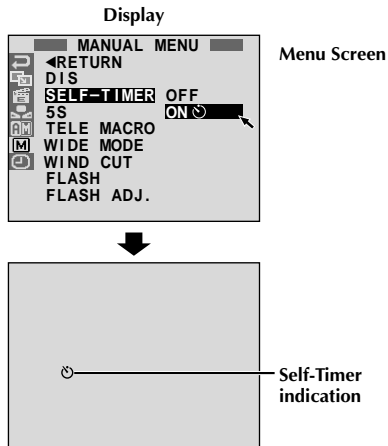 Display
MANUAL MENU
Menu Screen
◀RETURN
DIS
SELF–TIMER OFF
5S ON
TELE MACRO
WIDE MODE
WIND CUT
FLASH
FLASH ADJ.
AM
M
Self-Timer
indication